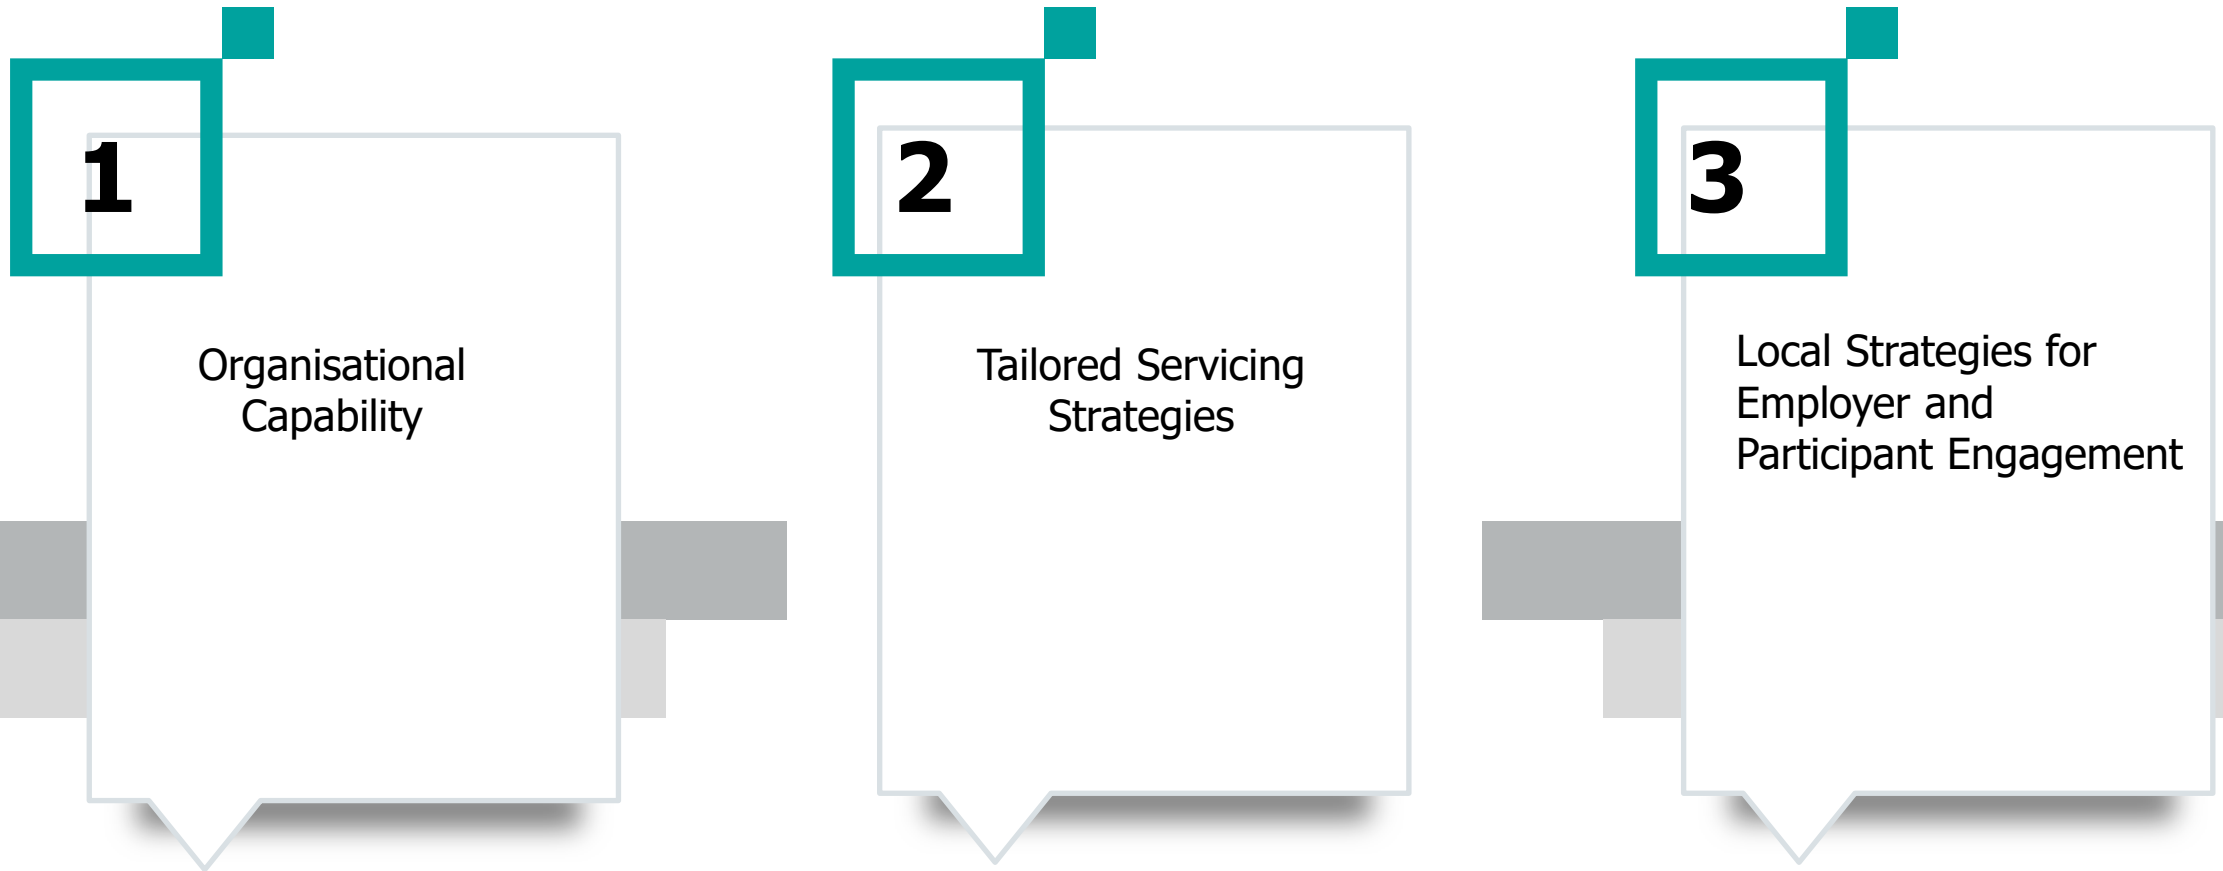 1
Organisational
Capability
2
Tailored Servicing
Strategies
3
Local Strategies for
Employer and
Participant Engagement